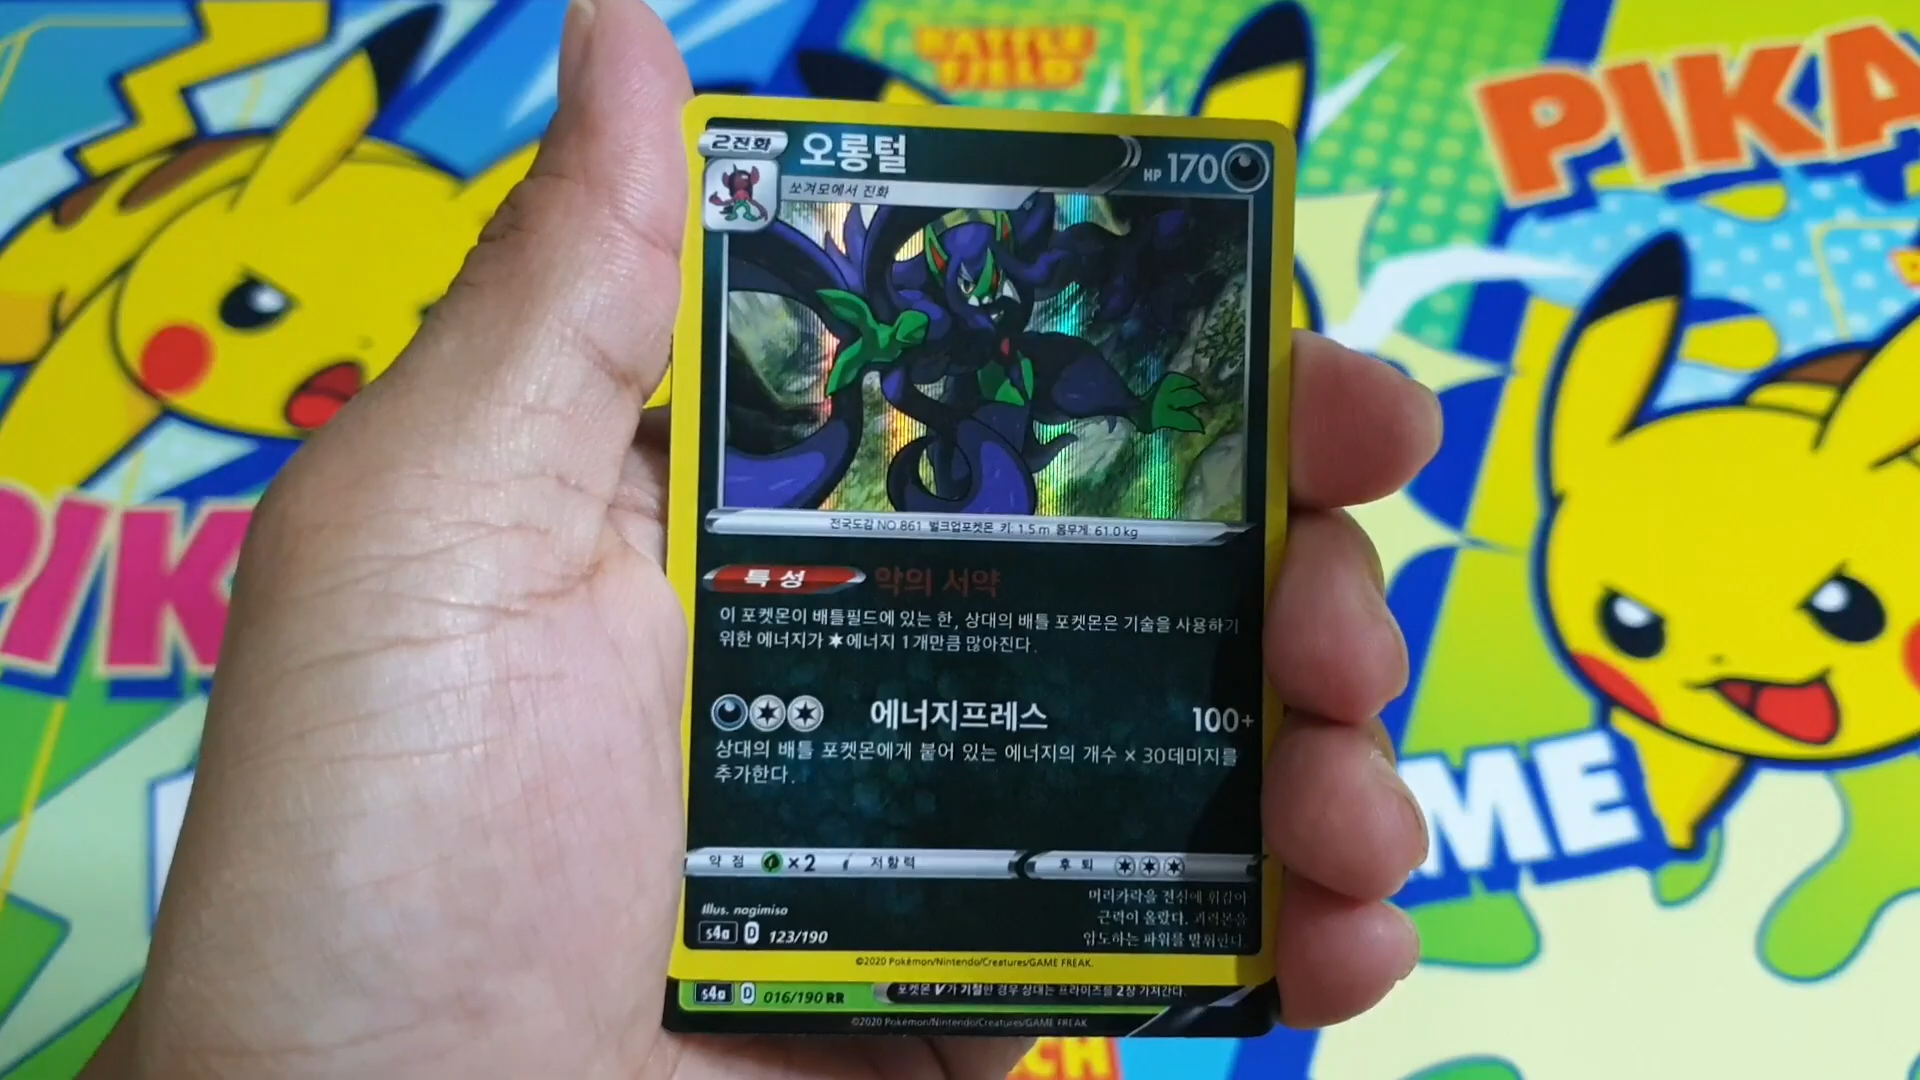 BATTLE
FIELD
PIKA
PIK
ME
2진화
오롱털
HP 170
쏘겨모에서 진화
전국도감 NO.861 벌크업포켓몬 키: 1.5 m 몸무게: 61.0 kg
특성 악의 서약
이 포켓몬이 배틀필드에 있는 한, 상대의 배틀 포켓몬은 기술을 사용하기
위한 에너지가 에너지 1개만큼 많아진다.
에너지프레스 100+
상대의 배틀 포켓몬에게 붙어 있는 에너지의 개수 × 30데미지를
추가한다.
약점 ×2 저항력 후퇴
머리카락을 전신에 휘감아
근력이 올랐다. 괴력몬을
압도하는 파워를 발휘한다.
Illus. nagimiso
s4a D 123/190
©2020 Pokémon/Nintendo/Creatures/GAME FREAK.
s4a D 016/190 RR 포켓몬 V가 기절한 경우 상대는 프라이즈를 2장 가져간다.
©2020 Pokémon/Nintendo/Creatures/GAME FREAK